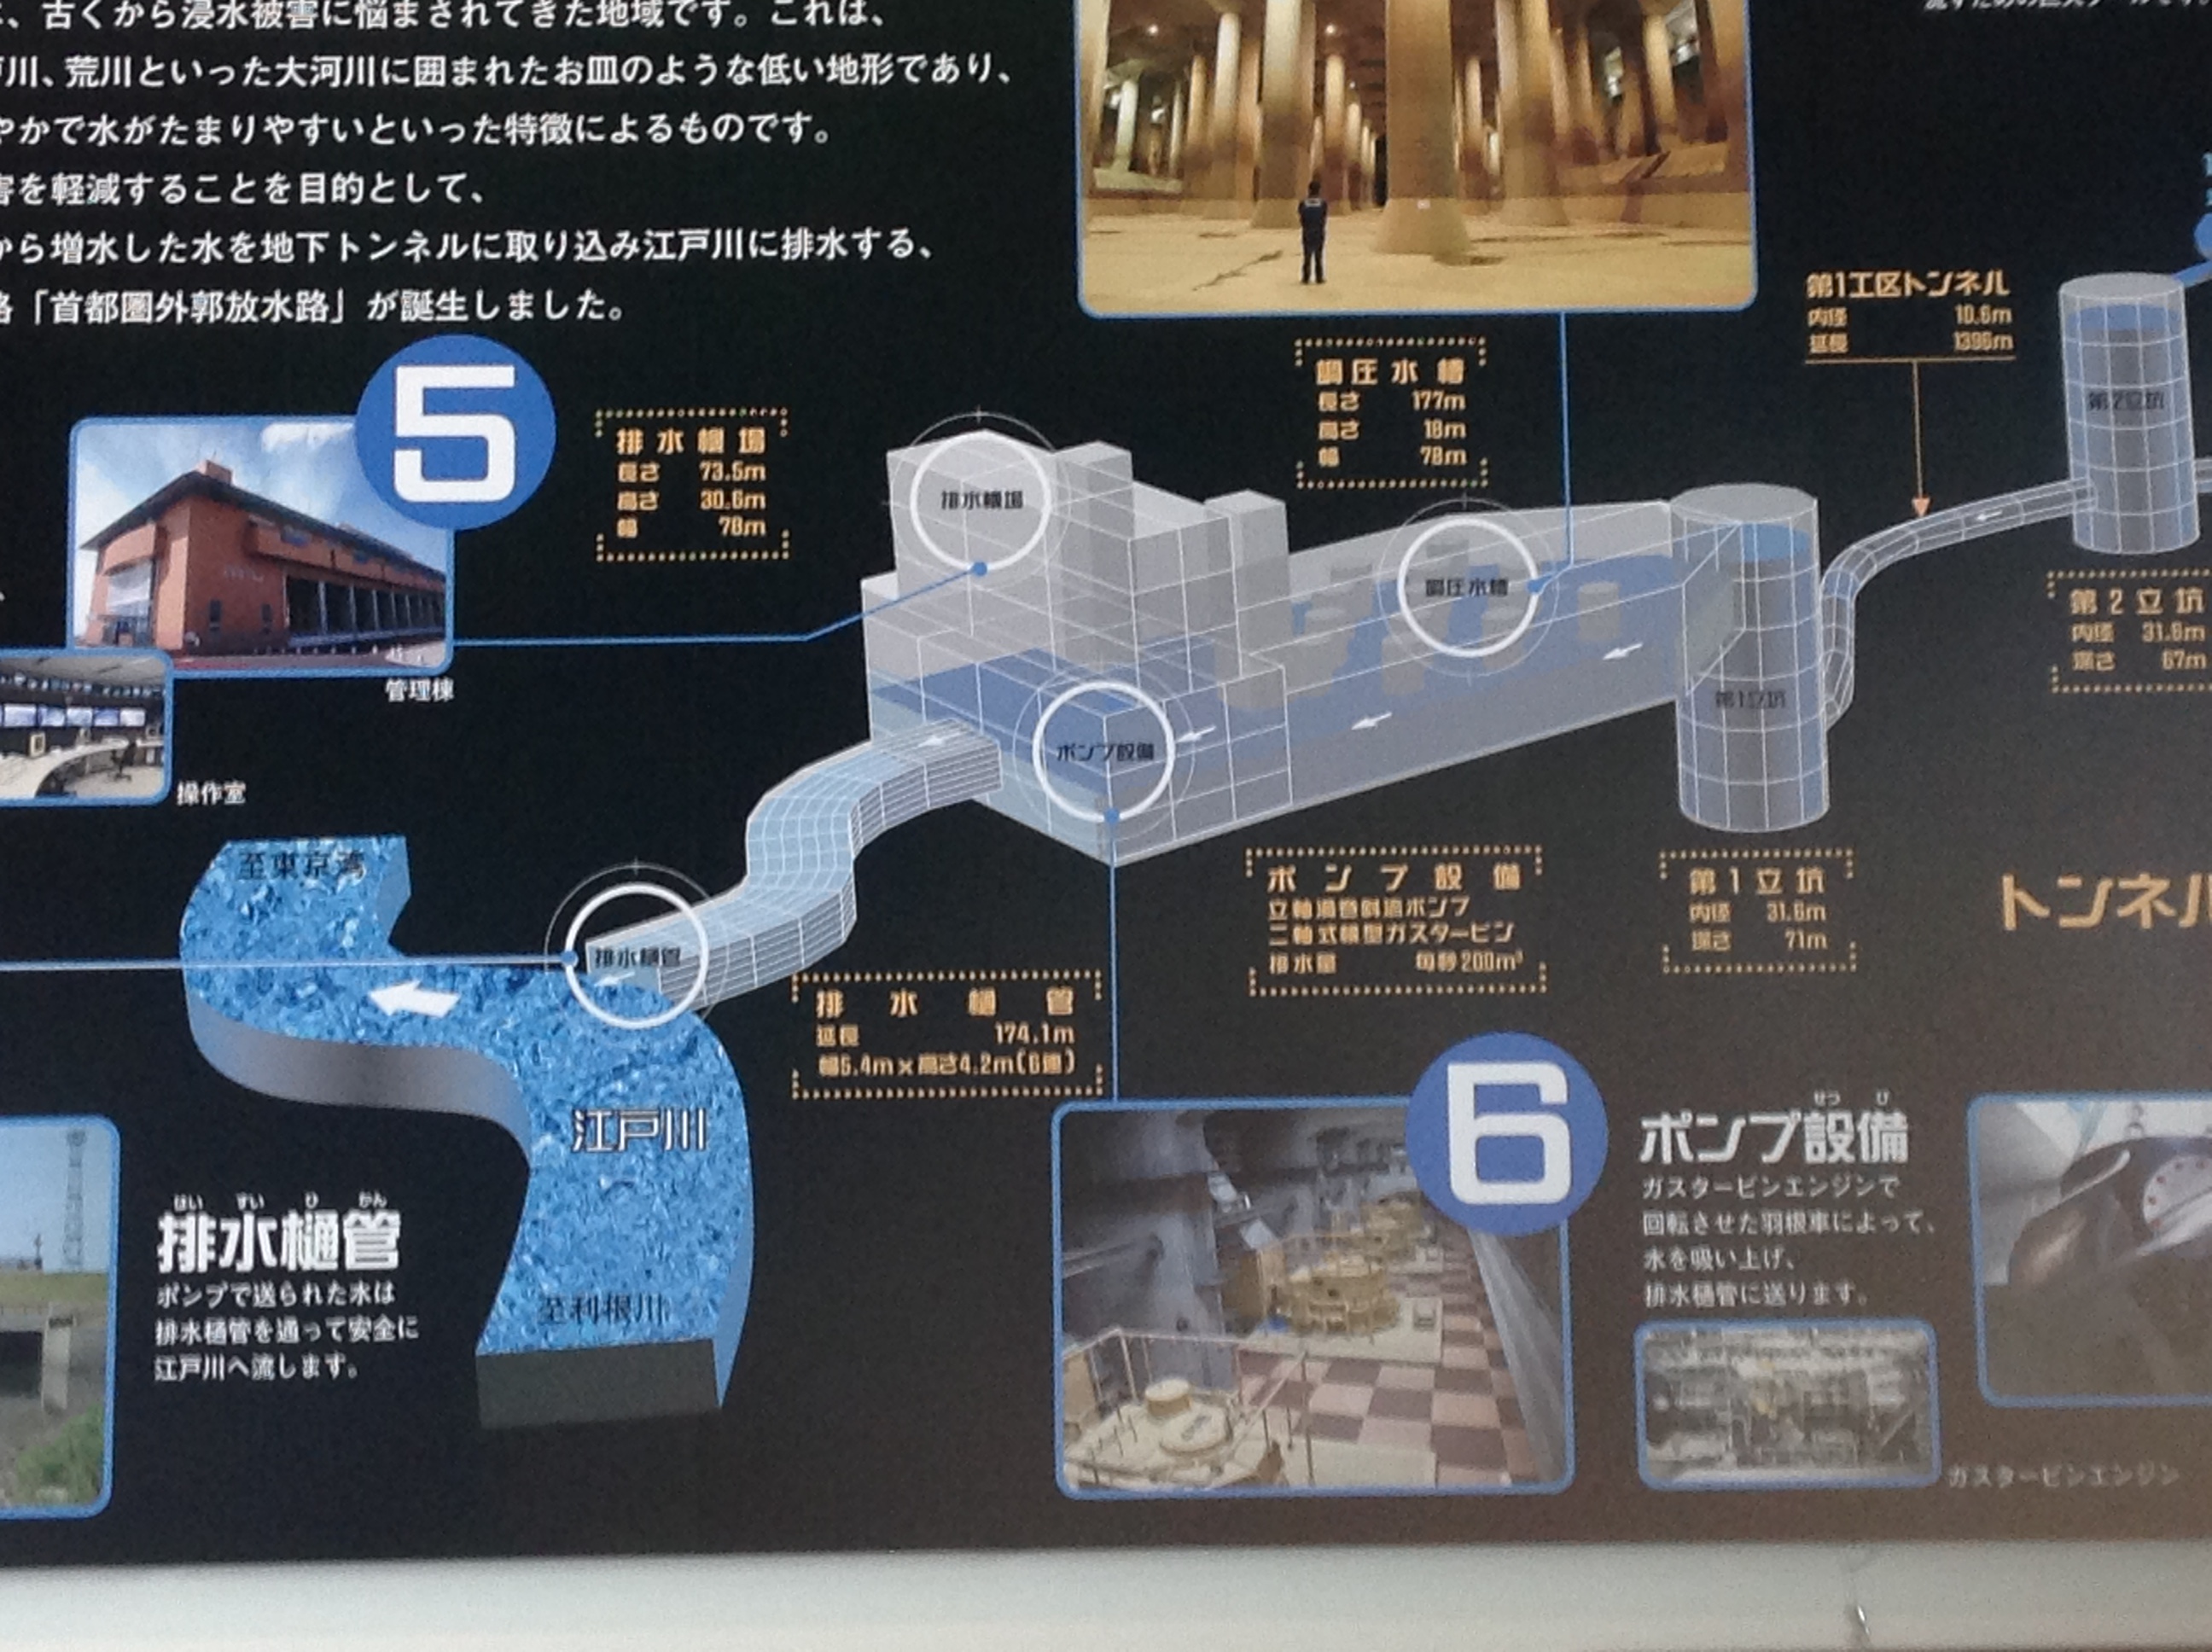 、古くから浸水被害に悩まされてきた地域です。これは、
川、荒川といった大河川に囲まれたお皿のような低い地形であり、
やかで水がたまりやすいといった特徴によるものです。
害を軽減することを目的として、
から増水した水を地下トンネルに取り込み江戸川に排水する、
路「首都圏外郭放水路」が誕生しました。
第1工区トンネル
内径 10.6m
延長 1396m
調圧水槽
長さ 177m
高さ 18m
幅 78m
5
排水機場
長さ 73.5m
高さ 30.6m
幅 78m
排水機場
調圧水槽
第2立坑
第2立坑
内径 31.6m
深さ 67m
管理棟
第1立坑
ポンプ設備
操作室
至東京湾
排水樋管
ポンプ設備
立軸渦巻斜流ポンプ
二軸式横型ガスタービン
排水量 毎秒200m³
第1立坑
内径 31.6m
深さ 71m
トンネル
排水樋管
延長 174.1m
幅5.4m×高さ4.2m(6連)
江戸川
至利根川
はい すい ひ かん
排水樋管
ポンプで送られた水は
排水樋管を通って安全に
江戸川へ流します。
6
せつ び
ポンプ設備
ガスタービンエンジンで
回転させた羽根車によって、
水を吸い上げ、
排水樋管に送ります。
ガスタービンエンジン